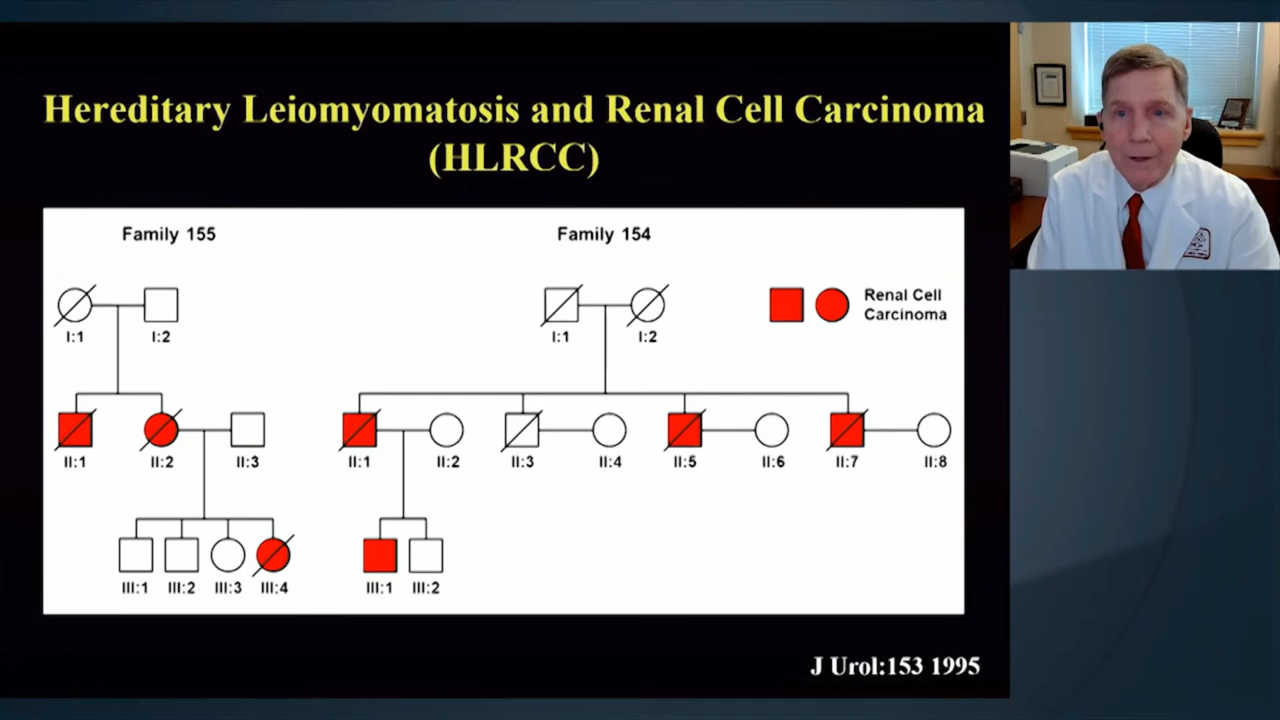 Hereditary Leiomyomatosis and Renal Cell Carcinoma
(HLRCC)
Family 155
Family 154
Renal Cell
Carcinoma
I:1 I:2
I:1 I:2
II:1 II:2 II:3
II:1 II:2 II:3 II:4 II:5 II:6 II:7 II:8
III:1 III:2 III:3 III:4
III:1 III:2
J Urol:153 1995